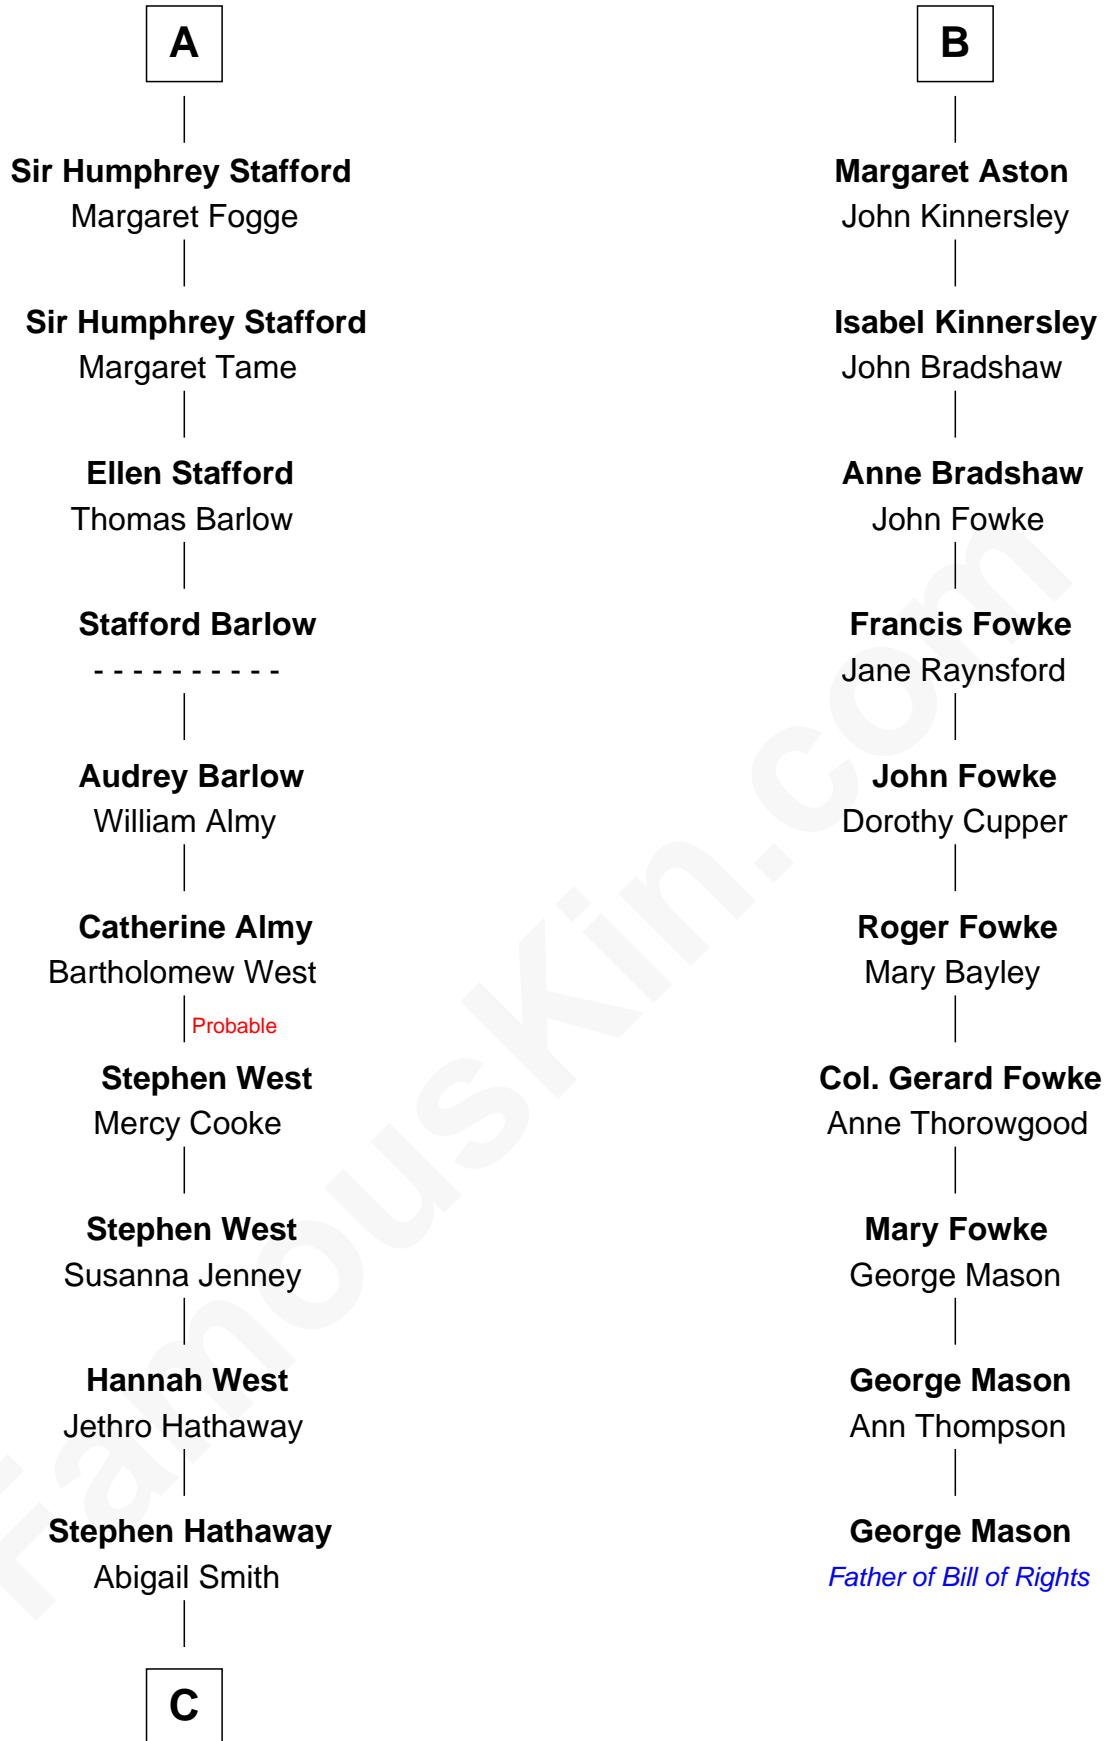 A
Sir Humphrey Stafford
Margaret Fogge
Sir Humphrey Stafford
Margaret Tame
Ellen Stafford
Thomas Barlow
Stafford Barlow
- - - - - - - - - -
Audrey Barlow
William Almy
Catherine Almy
Bartholomew West
Probable
Stephen West
Mercy Cooke
Stephen West
Susanna Jenney
Hannah West
Jethro Hathaway
Stephen Hathaway
Abigail Smith
C
B
Margaret Aston
John Kinnersley
Isabel Kinnersley
John Bradshaw
Anne Bradshaw
John Fowke
Francis Fowke
Jane Raynsford
John Fowke
Dorothy Cupper
Roger Fowke
Mary Bayley
Col. Gerard Fowke
Anne Thorowgood
Mary Fowke
George Mason
George Mason
Ann Thompson
George Mason
Father of Bill of Rights
FamousKin.com